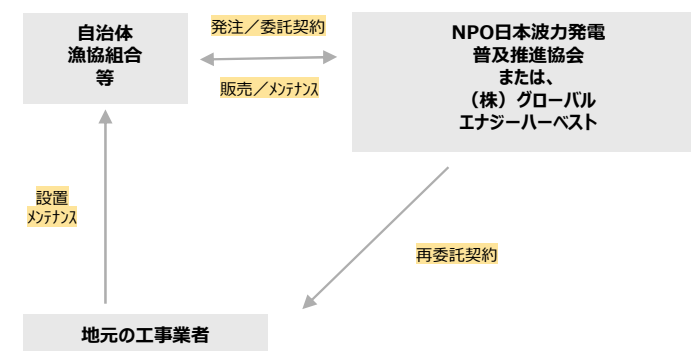 自治体
漁協組合
等
発注／委託契約
販売／ﾒﾝﾃﾅﾝｽ
NPO日本波力発電
普及推進協会
または、
（株）グローバル
エナジーハーベスト
設置
ﾒﾝﾃﾅﾝｽ
再委託契約
地元の工事業者